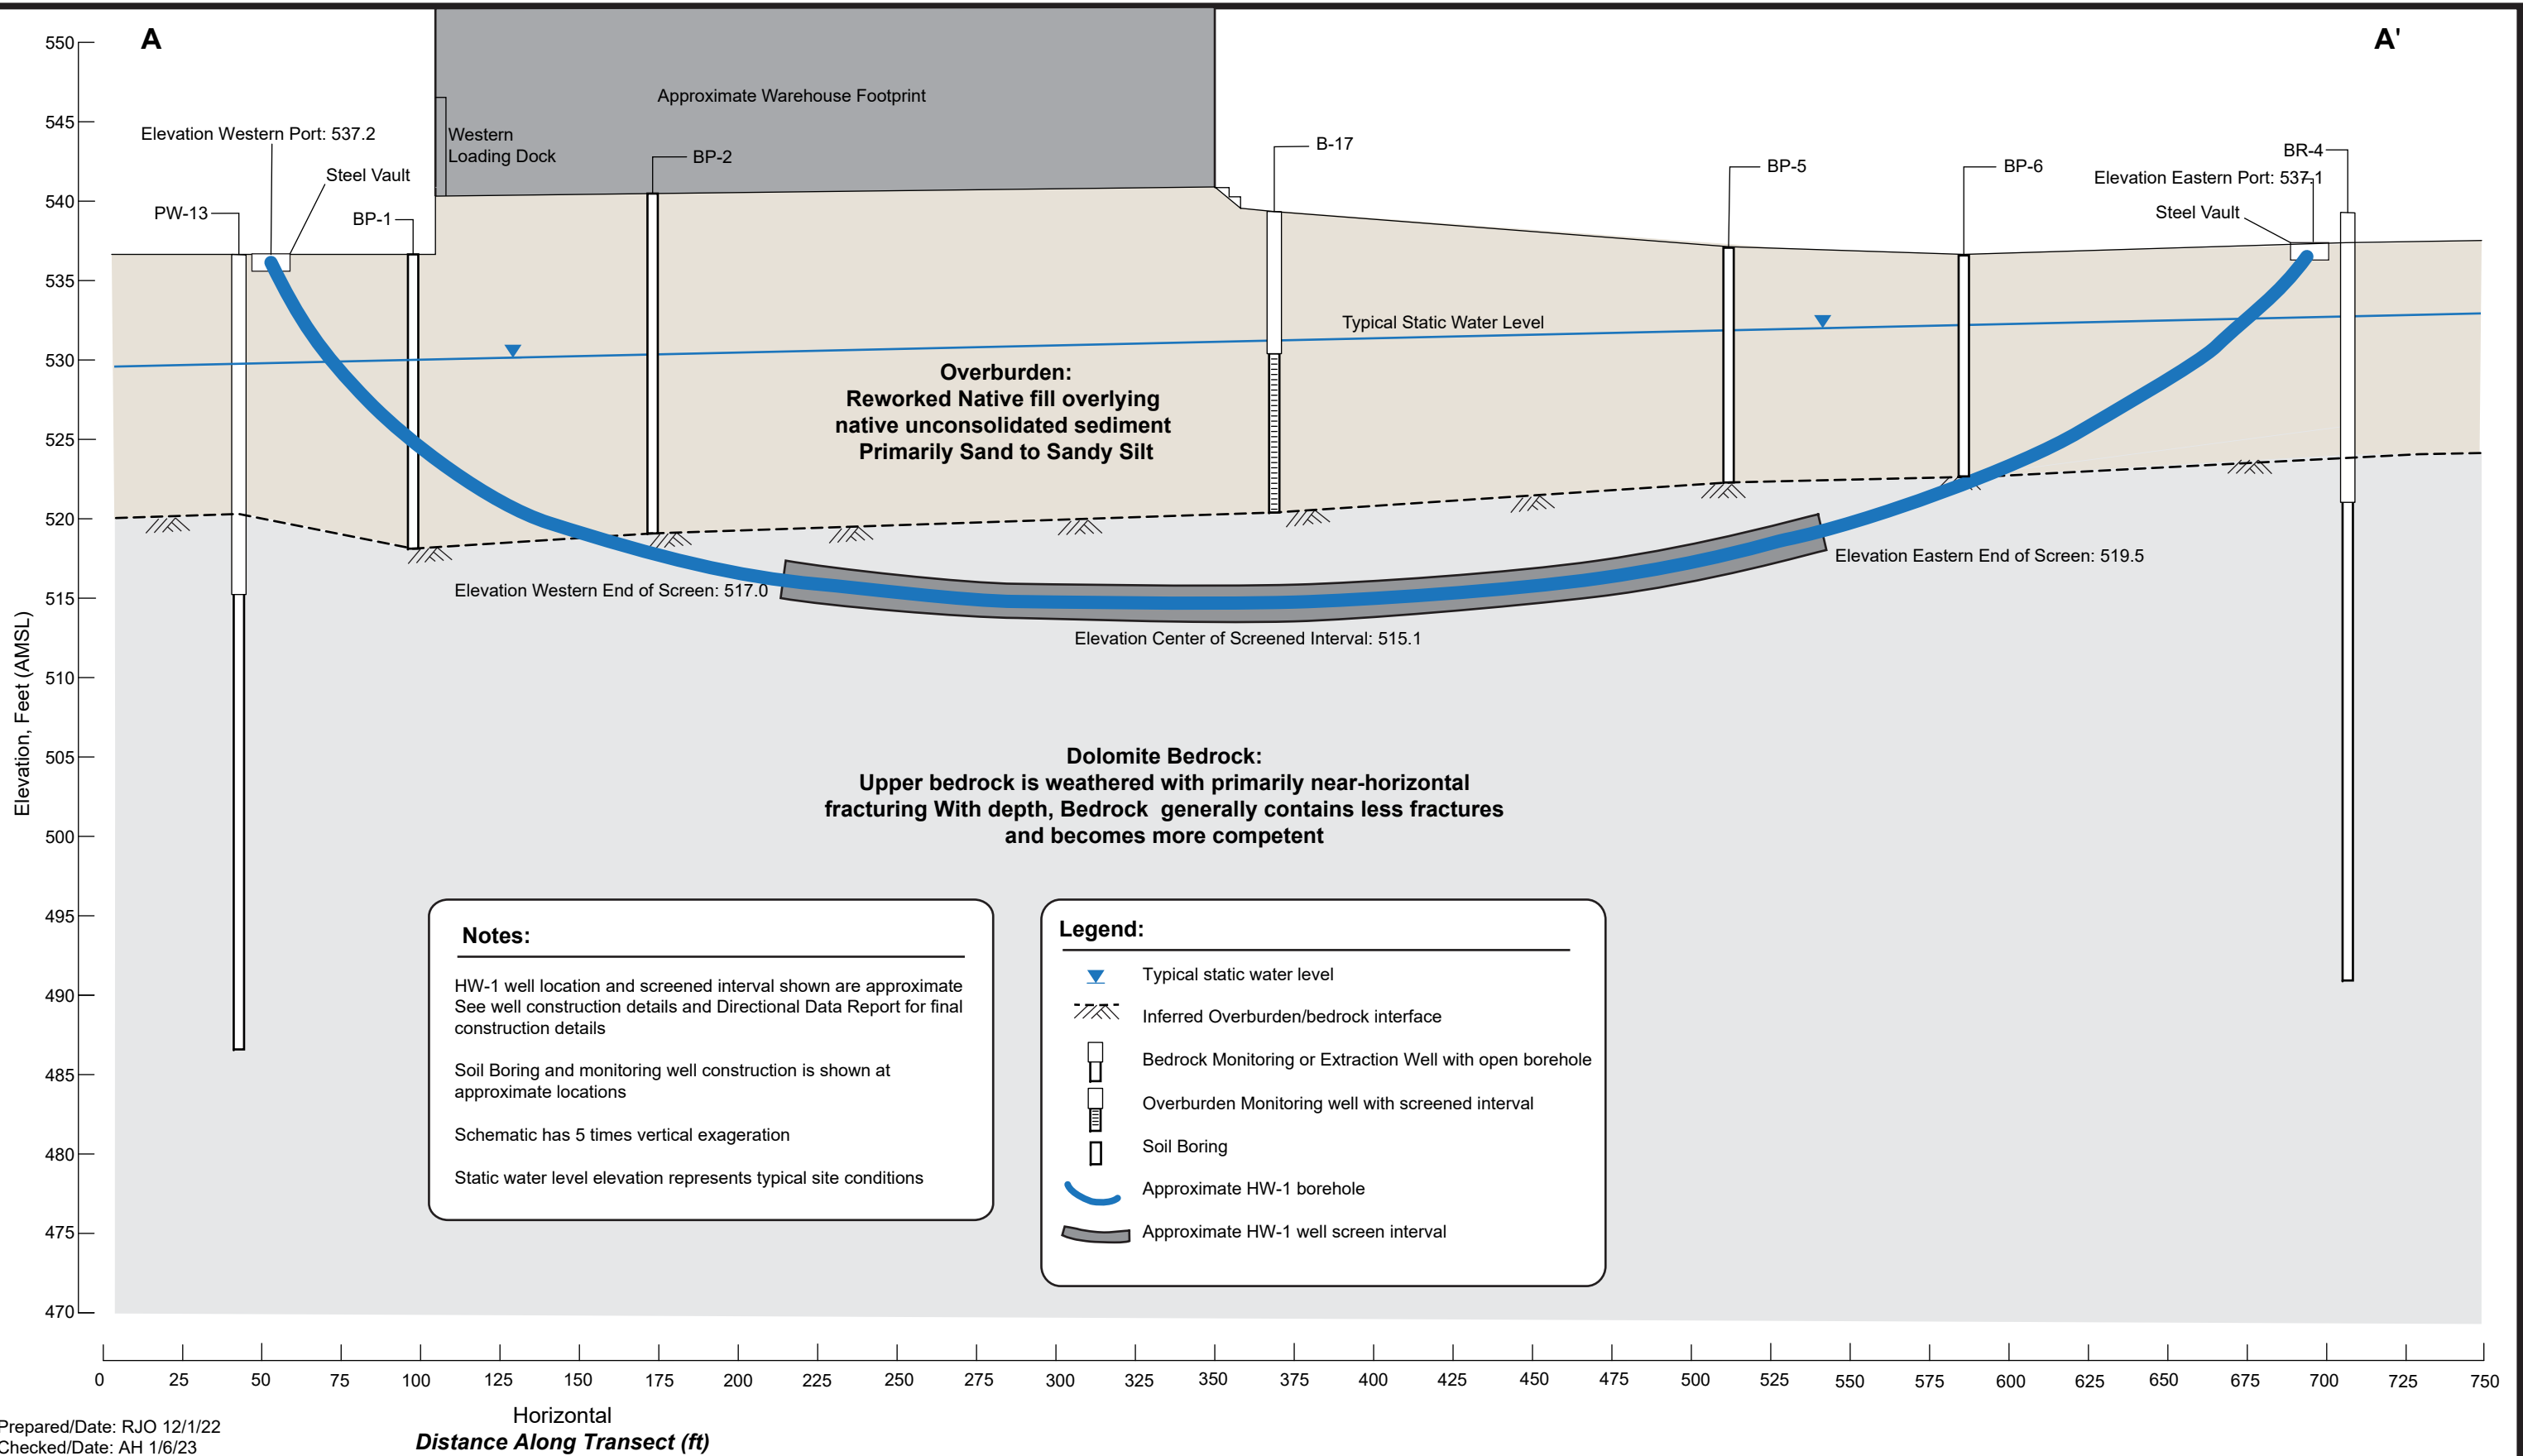 A
A'
550
545
540
535
530
525
520
515
510
505
500
495
490
485
480
475
470
Elevation, Feet (AMSL)
Approximate Warehouse Footprint
Elevation Western Port: 537.2
Western
Loading Dock
Steel Vault
PW-13
BP-1
BP-2
B-17
BP-5
BP-6
BR-4
Elevation Eastern Port: 537.1
Steel Vault
Typical Static Water Level
Overburden:
Reworked Native fill overlying
native unconsolidated sediment
Primarily Sand to Sandy Silt
Elevation Western End of Screen: 517.0
Elevation Eastern End of Screen: 519.5
Elevation Center of Screened Interval: 515.1
Dolomite Bedrock:
Upper bedrock is weathered with primarily near-horizontal
fracturing With depth, Bedrock  generally contains less fractures
and becomes more competent
Notes:
HW-1 well location and screened interval shown are approximate
See well construction details and Directional Data Report for final
construction details
Soil Boring and monitoring well construction is shown at
approximate locations
Schematic has 5 times vertical exageration
Static water level elevation represents typical site conditions
Legend:
Typical static water level
Inferred Overburden/bedrock interface
Bedrock Monitoring or Extraction Well with open borehole
Overburden Monitoring well with screened interval
Soil Boring
Approximate HW-1 borehole
Approximate HW-1 well screen interval
0 25 50 75 100 125 150 175 200 225 250 275 300 325 350 375 400 425 450 475 500 525 550 575 600 625 650 675 700 725 750
Horizontal
Distance Along Transect (ft)
Prepared/Date: RJO 12/1/22
Checked/Date: AH 1/6/23